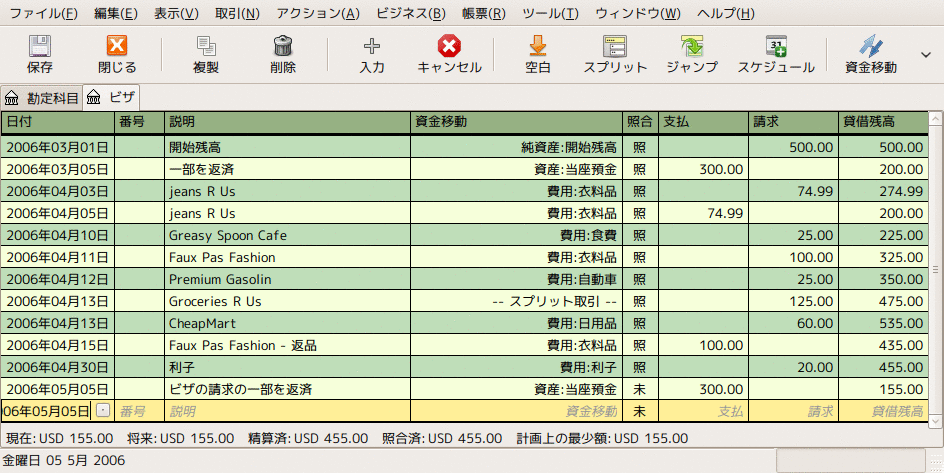 ファイル(F) 編集(E) 表示(V) 取引(N) アクション(A) ビジネス(B) 帳票(R) ツール(T) ウィンドウ(W) ヘルプ(H)
保存 閉じる 複製 削除 入力 キャンセル 空白 スプリット ジャンプ スケジュール 資金移動
勘定科目 ビザ
日付 番号 説明 資金移動 照合 支払 請求 貸借残高
2006年03月01日 開始残高 純資産:開始残高 照 500.00 500.00
2006年03月05日 一部を返済 資産:当座預金 照 300.00 200.00
2006年04月03日 jeans R Us 費用:衣料品 照 74.99 274.99
2006年04月05日 jeans R Us 費用:衣料品 照 74.99 200.00
2006年04月10日 Greasy Spoon Cafe 費用:食費 照 25.00 225.00
2006年04月11日 Faux Pas Fashion 費用:衣料品 照 100.00 325.00
2006年04月12日 Premium Gasolin 費用:自動車 照 25.00 350.00
2006年04月13日 Groceries R Us -- スプリット取引 -- 照 125.00 475.00
2006年04月13日 CheapMart 費用:日用品 照 60.00 535.00
2006年04月15日 Faux Pas Fashion - 返品 費用:衣料品 照 100.00 435.00
2006年04月30日 利子 費用:利子 照 20.00 455.00
2006年05月05日 ビザの請求の一部を返済 資産:当座預金 未 300.00 155.00
06年05月05日 番号 説明 資金移動 未 支払 請求 貸借残高
現在: USD 155.00 将来: USD 155.00 精算済: USD 455.00 照合済: USD 455.00 計画上の最少額: USD 155.00
金曜日 05 5月 2006